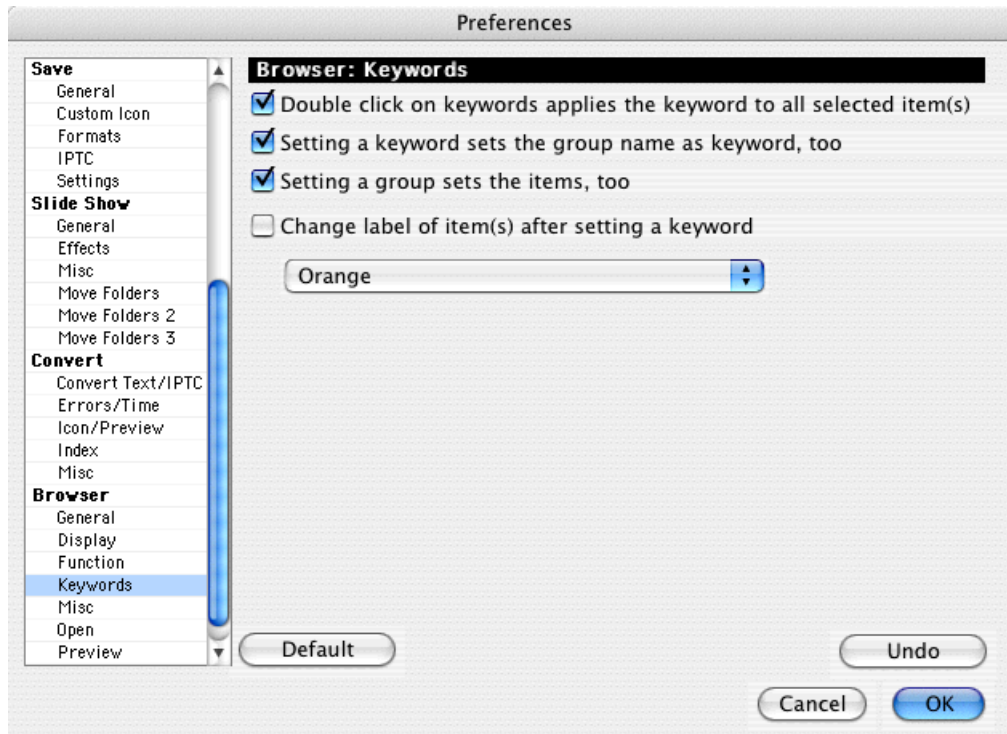 Preferences
Save
General
Custom Icon
Formats
IPTC
Settings
Slide Show
General
Effects
Misc
Move Folders
Move Folders 2
Move Folders 3
Convert
Convert Text/IPTC
Errors/Time
Icon/Preview
Index
Misc
Browser
General
Display
Function
Keywords
Misc
Open
Preview
Browser: Keywords
Double click on keywords applies the keyword to all selected item(s)
Setting a keyword sets the group name as keyword, too
Setting a group sets the items, too
Change label of item(s) after setting a keyword
Orange
Default
Undo
Cancel
OK